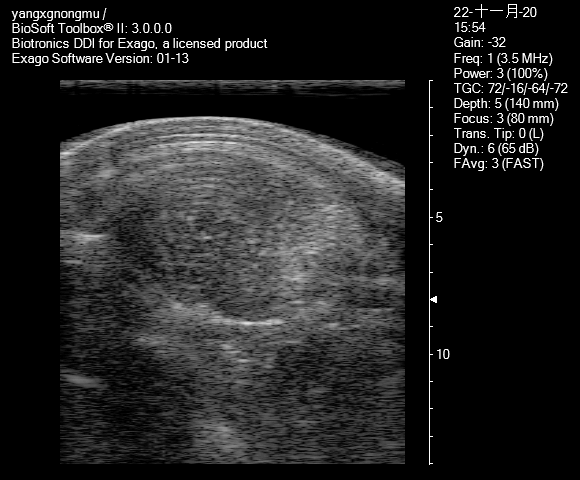 yangxgnongmu /
BioSoft Toolbox® II: 3.0.0.0
Biotronics DDI for Exago, a licensed product
Exago Software Version: 01-13
22-十一月-20
15:54
Gain: -32
Freq: 1 (3.5 MHz)
Power: 3 (100%)
TGC: 72/-16/-64/-72
Depth: 5 (140 mm)
Focus: 3 (80 mm)
Trans. Tip: 0 (L)
Dyn.: 6 (65 dB)
FAvg: 3 (FAST)
5
10